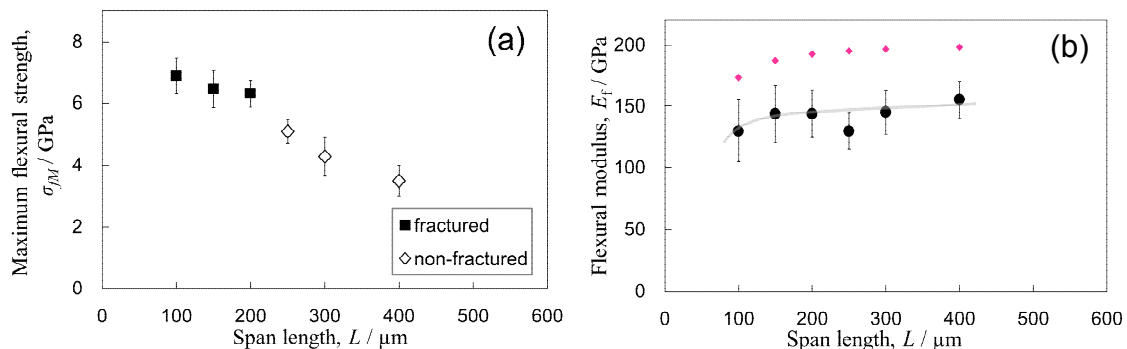 (a)
Maximum flexural strength,
σfM / GPa
8
6
4
2
0
fractured
non-fractured
0 100 200 300 400 500 600
Span length, L / μm
(b)
Flexural modulus, Ef / GPa
200
150
100
50
0
0 100 200 300 400 500 600
Span length, L / μm